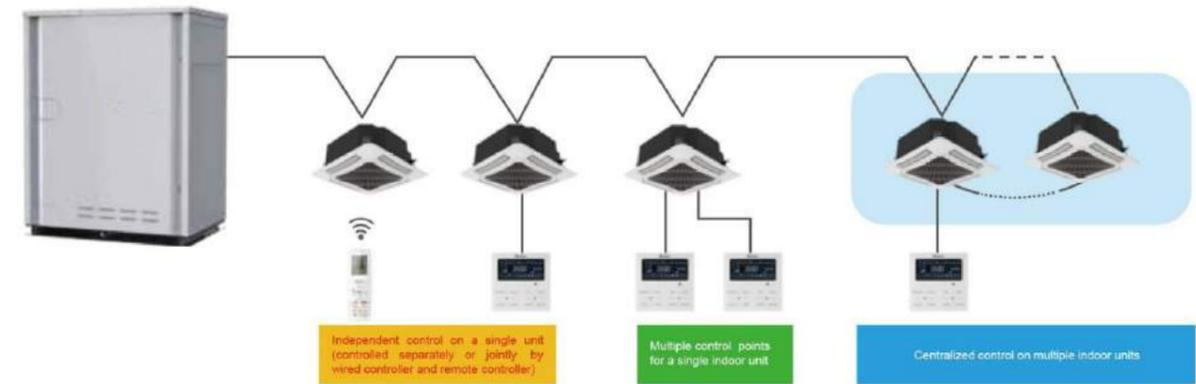 Independent control on a single unit
(controlled separately or jointly by
wired controller and remote controller)
Multiple control points
for a single indoor unit
Centralized control on multiple indoor units